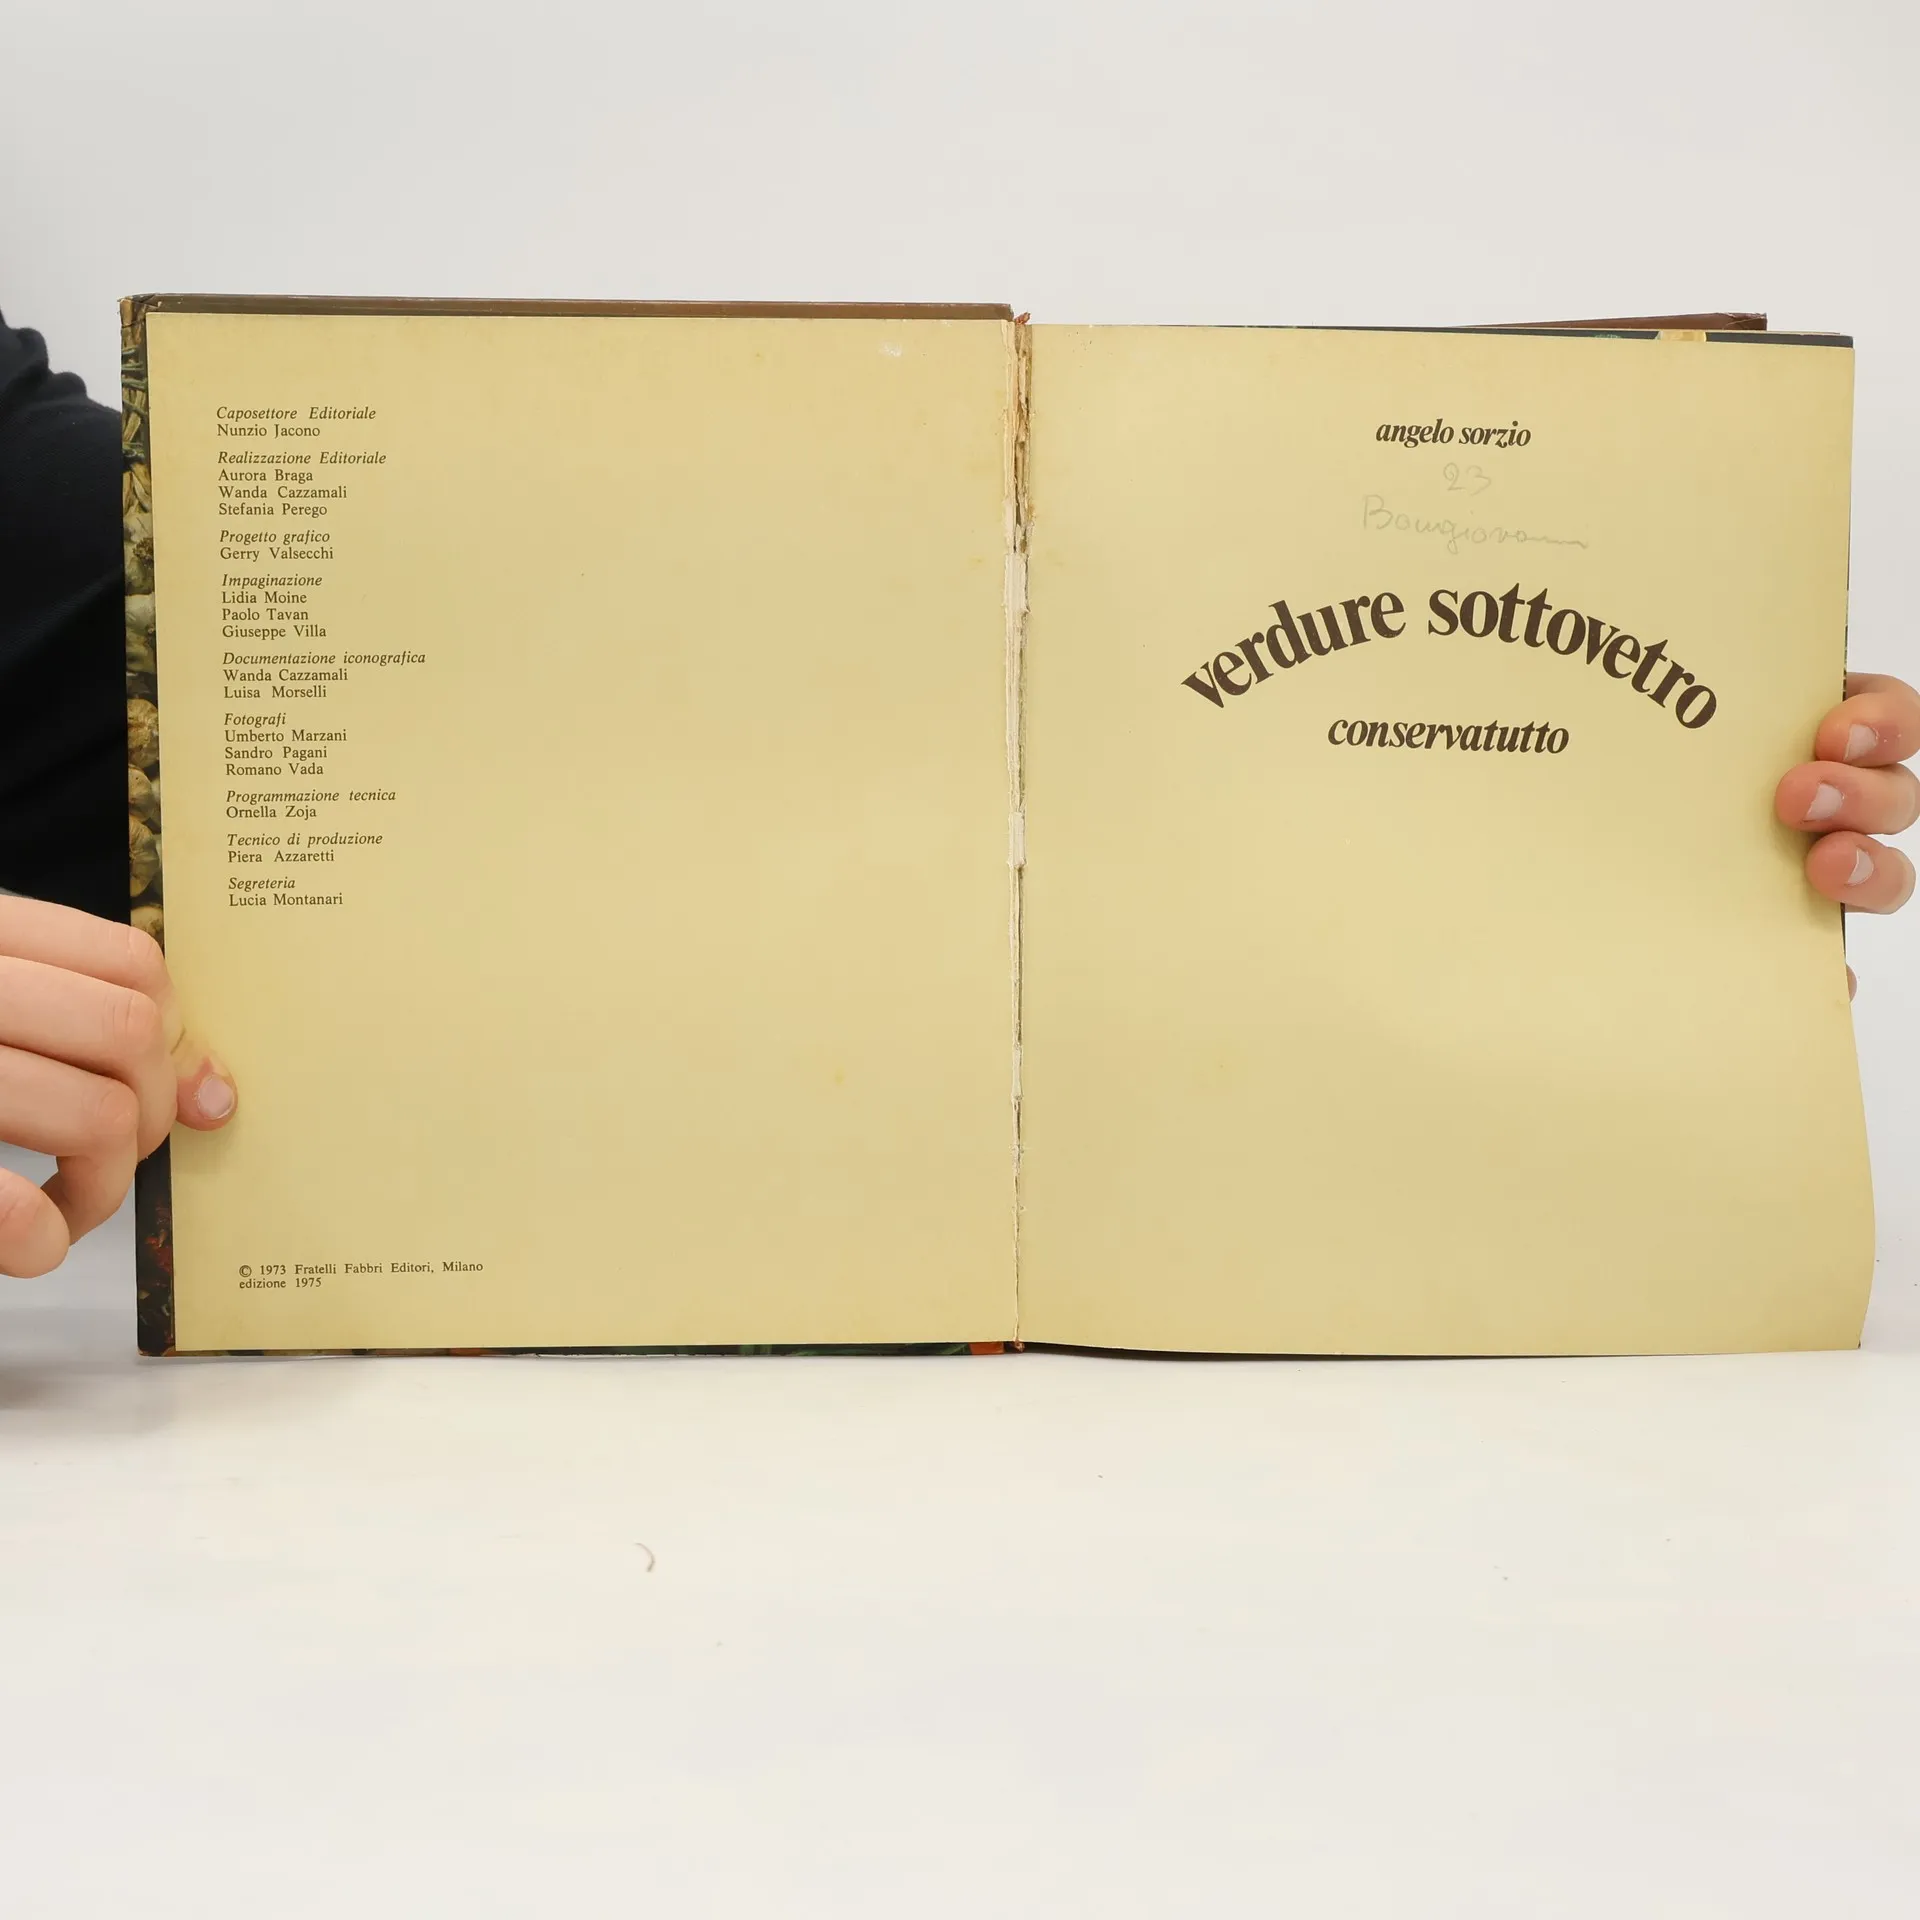 Caposettore Editoriale
Nunzio Jacono
Realizzazione Editoriale
Aurora Braga
Wanda Cazzamali
Stefania Perego
Progetto grafico
Gerry Valsecchi
Impaginazione
Lidia Moine
Paolo Tavan
Giuseppe Villa
Documentazione iconografica
Wanda Cazzamali
Luisa Morselli
Fotografi
Umberto Marzani
Sandro Pagani
Romano Vada
Programmazione tecnica
Ornella Zoja
Tecnico di produzione
Piera Azzaretti
Segreteria
Lucia Montanari
© 1973 Fratelli Fabbri Editori, Milano
edizione 1975
angelo sorzio
23
verdure sottovetro
conservatutto